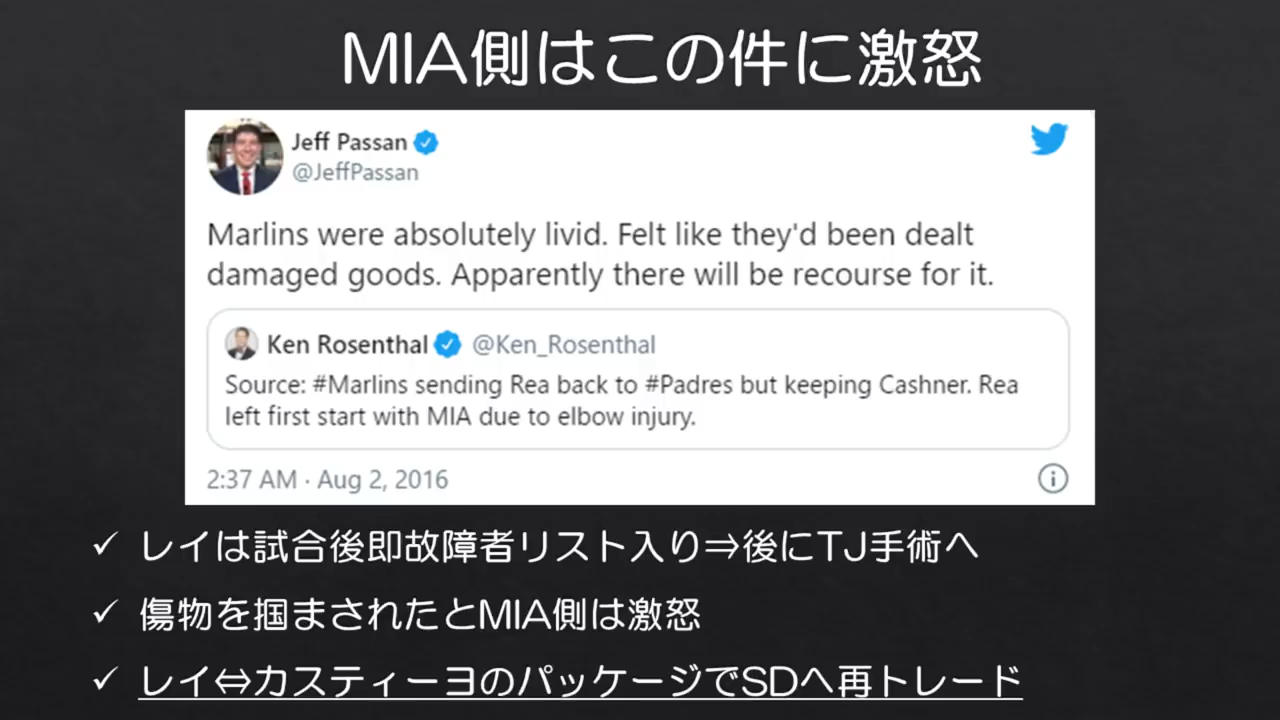 MIA側はこの件に激怒
Jeff Passan
@JeffPassan
Marlins were absolutely livid. Felt like they'd been dealt
damaged goods. Apparently there will be recourse for it.
Ken Rosenthal @Ken_Rosenthal
Source: #Marlins sending Rea back to #Padres but keeping Cashner. Rea
left first start with MIA due to elbow injury.
2:37 AM · Aug 2, 2016
✓ レイは試合後即故障者リスト入り⇒後にTJ手術へ
✓ 傷物を掴まされたとMIA側は激怒
✓ レイ⇔カスティーヨのパッケージでSDへ再トレード